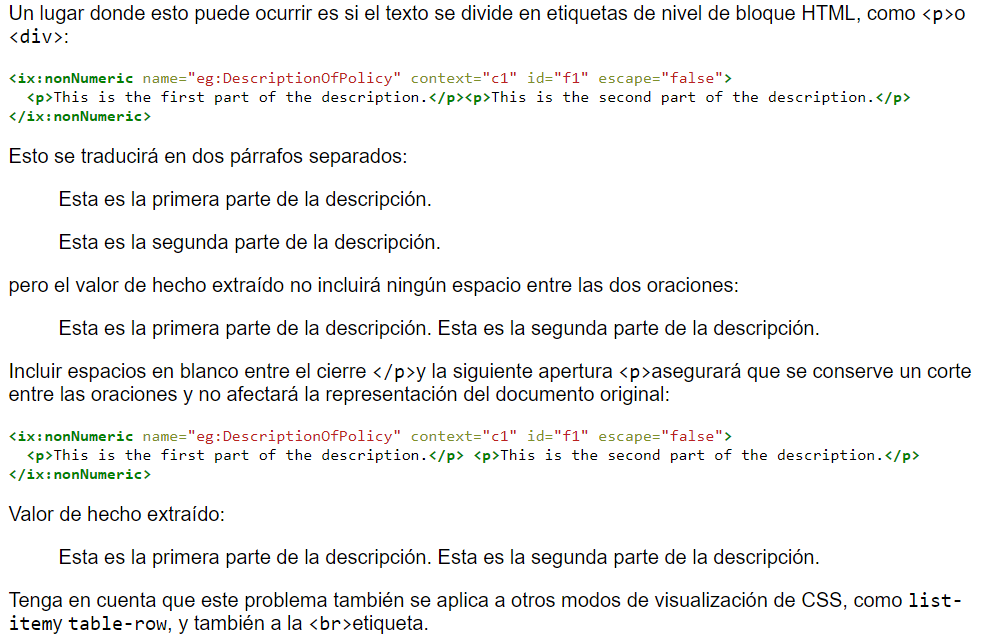 Un lugar donde esto puede ocurrir es si el texto se divide en etiquetas de nivel de bloque HTML, como <p>o
<div>:
<ix:nonNumeric name="eg:DescriptionOfPolicy" context="c1" id="f1" escape="false">
  <p>This is the first part of the description.</p><p>This is the second part of the description.</p>
</ix:nonNumeric>
Esto se traducirá en dos párrafos separados:
Esta es la primera parte de la descripción.
Esta es la segunda parte de la descripción.
pero el valor de hecho extraído no incluirá ningún espacio entre las dos oraciones:
Esta es la primera parte de la descripción. Esta es la segunda parte de la descripción.
Incluir espacios en blanco entre el cierre </p>y la siguiente apertura <p>asegurará que se conserve un corte
entre las oraciones y no afectará la representación del documento original:
<ix:nonNumeric name="eg:DescriptionOfPolicy" context="c1" id="f1" escape="false">
  <p>This is the first part of the description.</p> <p>This is the second part of the description.</p>
</ix:nonNumeric>
Valor de hecho extraído:
Esta es la primera parte de la descripción. Esta es la segunda parte de la descripción.
Tenga en cuenta que este problema también se aplica a otros modos de visualización de CSS, como list-
itemy table-row, y también a la <br>etiqueta.